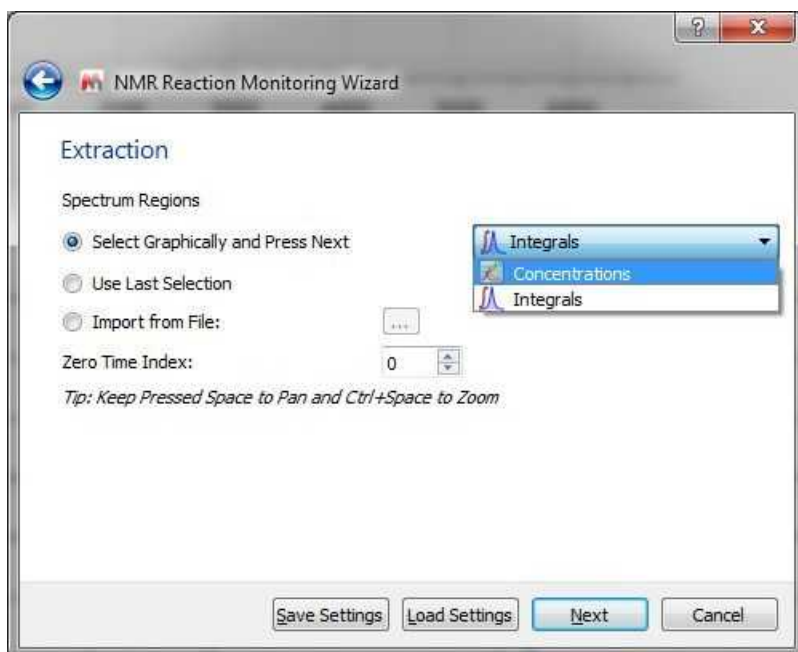 NMR Reaction Monitoring Wizard
Extraction
Spectrum Regions
Select Graphically and Press Next
Integrals
Concentrations
Use Last Selection
Integrals
Import from File:
...
Zero Time Index:
0
Tip: Keep Pressed Space to Pan and Ctrl+Space to Zoom
Save Settings
Load Settings
Next
Cancel